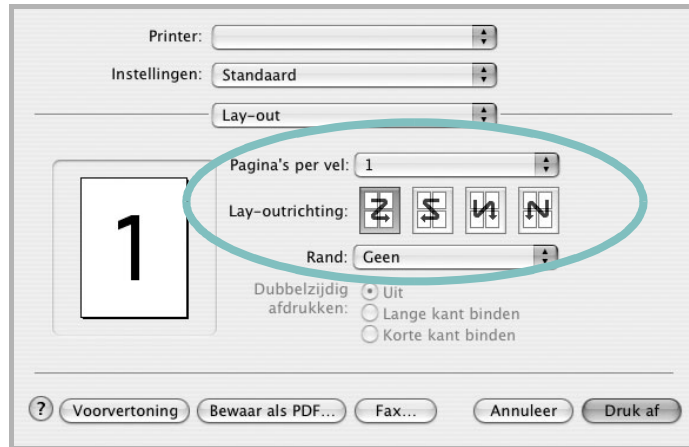 Printer:
Instellingen: Standaard
Lay-out
Pagina's per vel: 1
Lay-outrichting:
Rand: Geen
1
Dubbelzijdig afdrukken: Uit
Lange kant binden
Korte kant binden
? Voorvertoning Bewaar als PDF... Fax... Annuleer Druk af